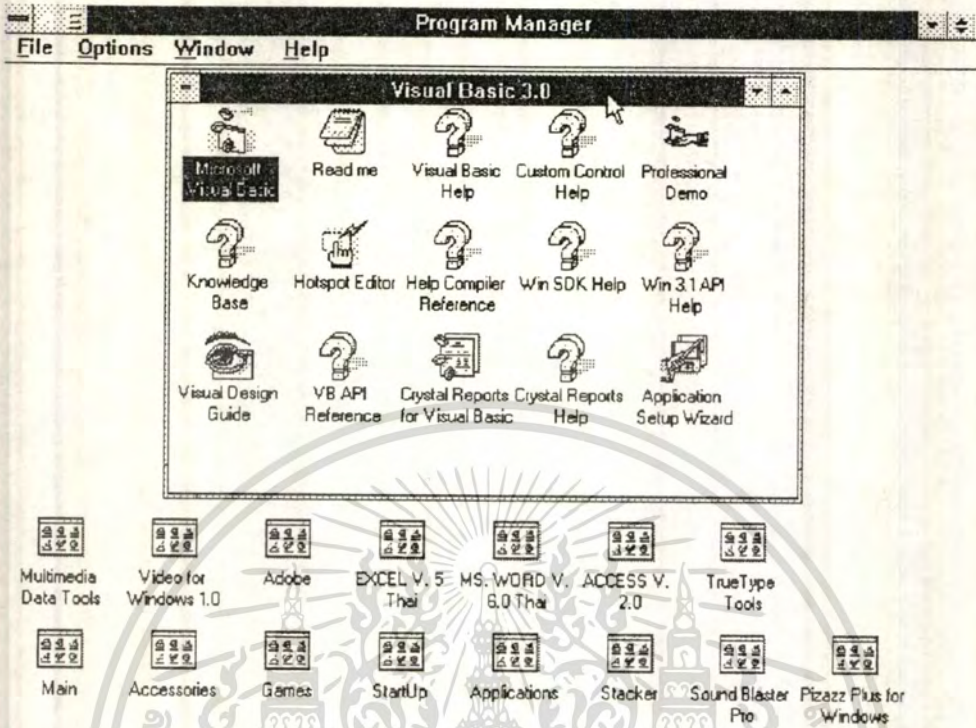 Program Manager
File Options Window Help
Visual Basic 3.0
Microsoft
Visual Basic
Read me
Visual Basic
Help
Custom Control
Help
Professional
Demo
Knowledge
Base
Hotspot Editor
Help Compiler
Reference
Win SDK Help
Win 3.1 API
Help
Visual Design
Guide
VB API
Reference
Crystal Reports
for Visual Basic
Crystal Reports
Help
Application
Setup Wizard
Multimedia
Data Tools
Video for
Windows 1.0
Adobe
EXCEL V. 5
Thai
MS. WORD V.
6.0 Thai
ACCESS V.
2.0
TrueType
Tools
Main
Accessories
Games
StartUp
Applications
Stacker
Sound Blaster
Pro
Pizazz Plus for
Windows